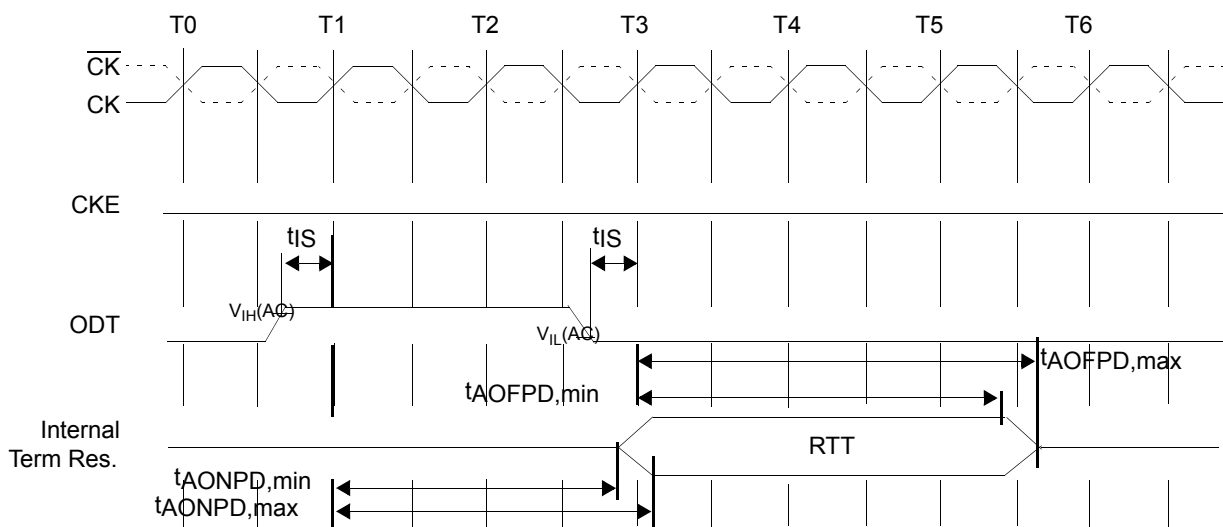 T0 T1 T2 T3 T4 T5 T6
CK
CK
CKE
tIS
tIS
VIH(AC)
ODT
VIL(AC)
tAOFPD,max
tAOFPD,min
Internal
Term Res.
RTT
tAONPD,min
tAONPD,max